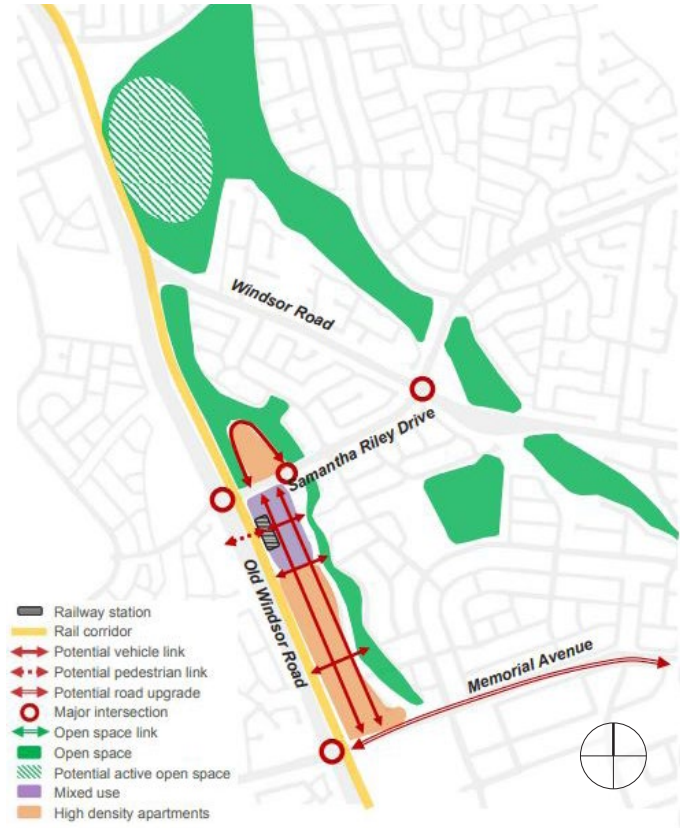 Windsor Road
Samantha Riley Drive
Old Windsor Road
Memorial Avenue
Railway station
Rail corridor
Potential vehicle link
Potential pedestrian link
Potential road upgrade
Major intersection
Open space link
Open space
Potential active open space
Mixed use
High density apartments